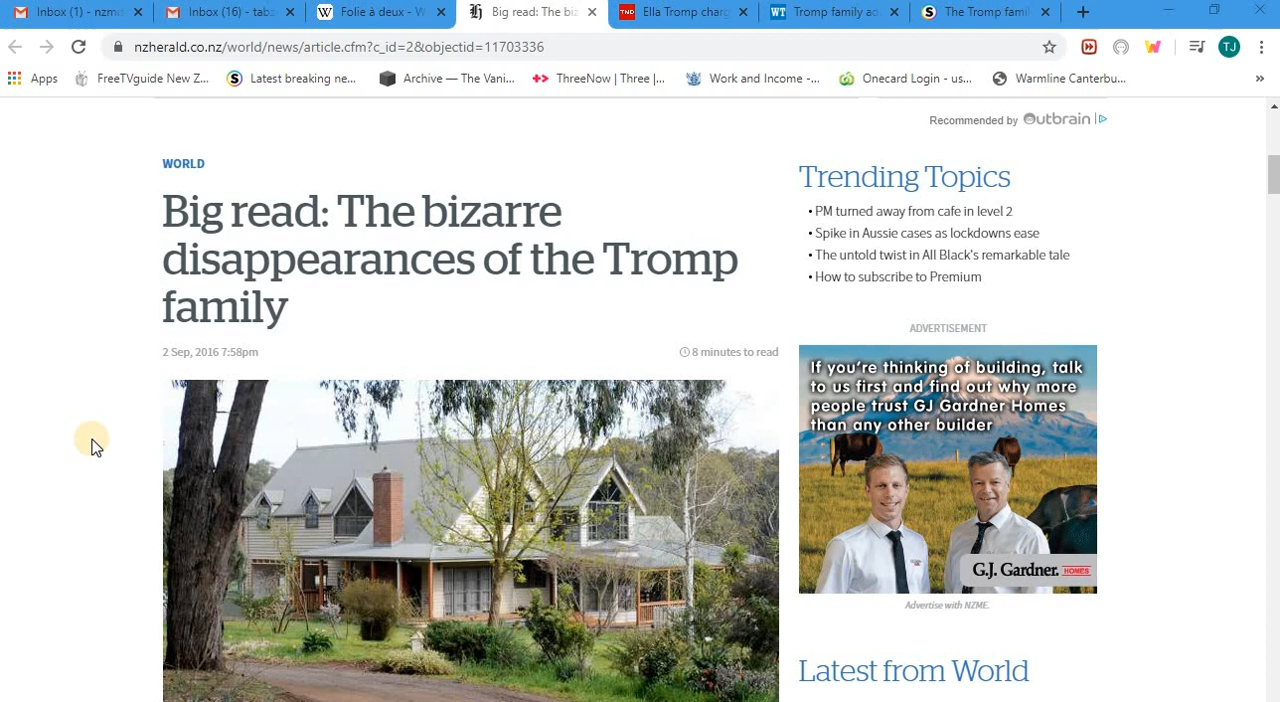 Inbox (1) - nzmd
Inbox (16) - tabs
W Folie à deux - W
Big read: The biz
TND Ella Tromp charg
WT Tromp family ad
S The Tromp famil
nzherald.co.nz/world/news/article.cfm?c_id=2&objectid=11703336
TJ
Apps
FreeTVguide New Z...
Latest breaking ne...
Archive — The Vani...
ThreeNow | Three |...
Work and Income -...
Onecard Login - us...
Warmline Canterbu...
»
Recommended by Outbrain
WORLD
Big read: The bizarre
disappearances of the Tromp
family
2 Sep, 2016 7:58pm
8 minutes to read
Trending Topics
• PM turned away from cafe in level 2
• Spike in Aussie cases as lockdowns ease
• The untold twist in All Black's remarkable tale
• How to subscribe to Premium
ADVERTISEMENT
If you're thinking of building, talk
to us first and find out why more
people trust GJ Gardner Homes
than any other builder
G.J. Gardner. HOMES
Advertise with NZME.
Latest from World